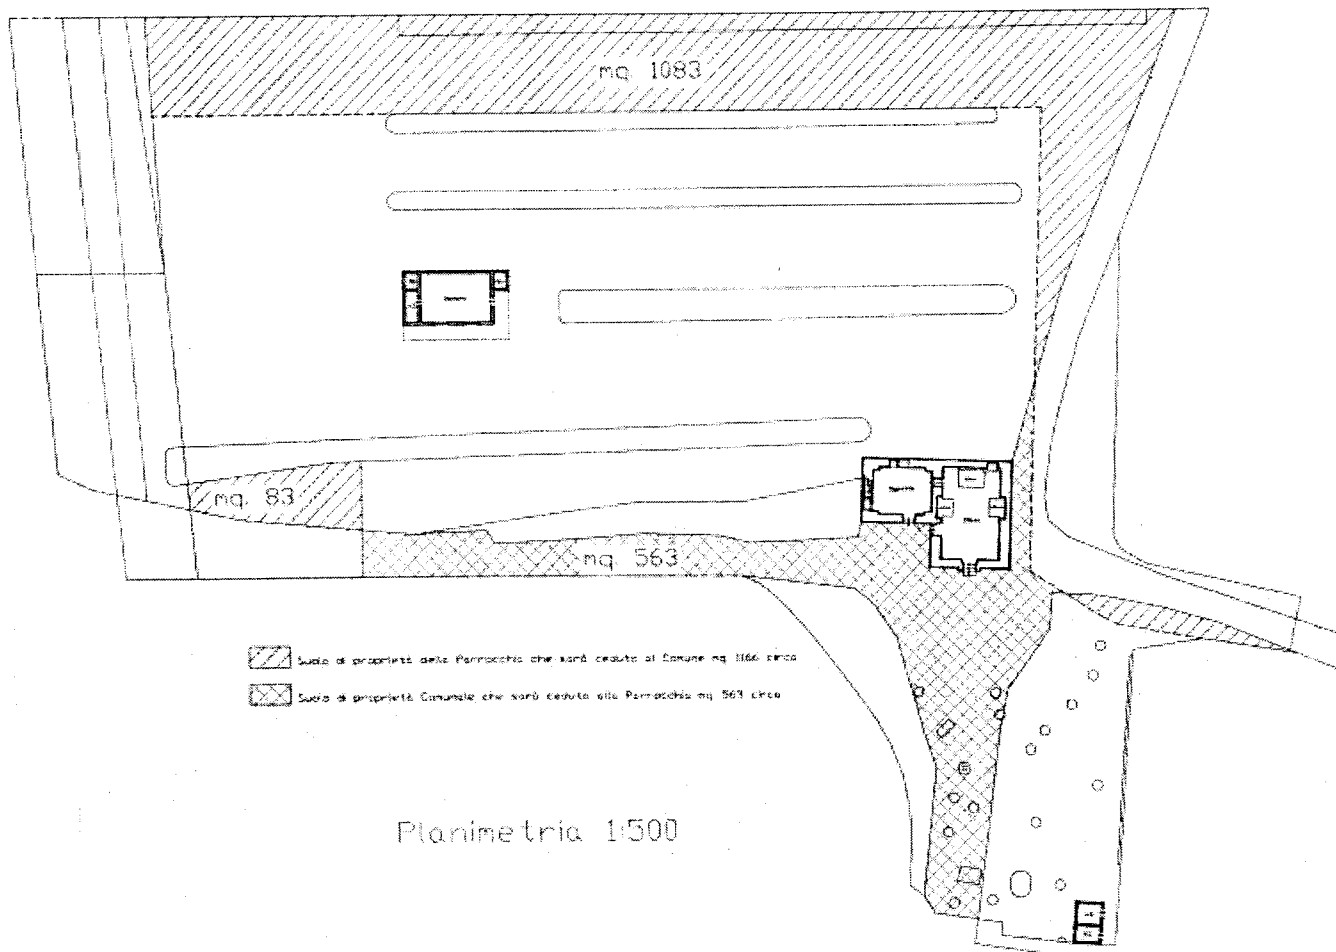 mq. 1083
mq. 83
mq. 563
Suolo di proprietà della Parrocchia che sarà ceduto al Comune mq 1166 circa
Suolo di proprietà Comunale che sarà ceduto alla Parrocchia mq 563 circa
Planimetria 1:500